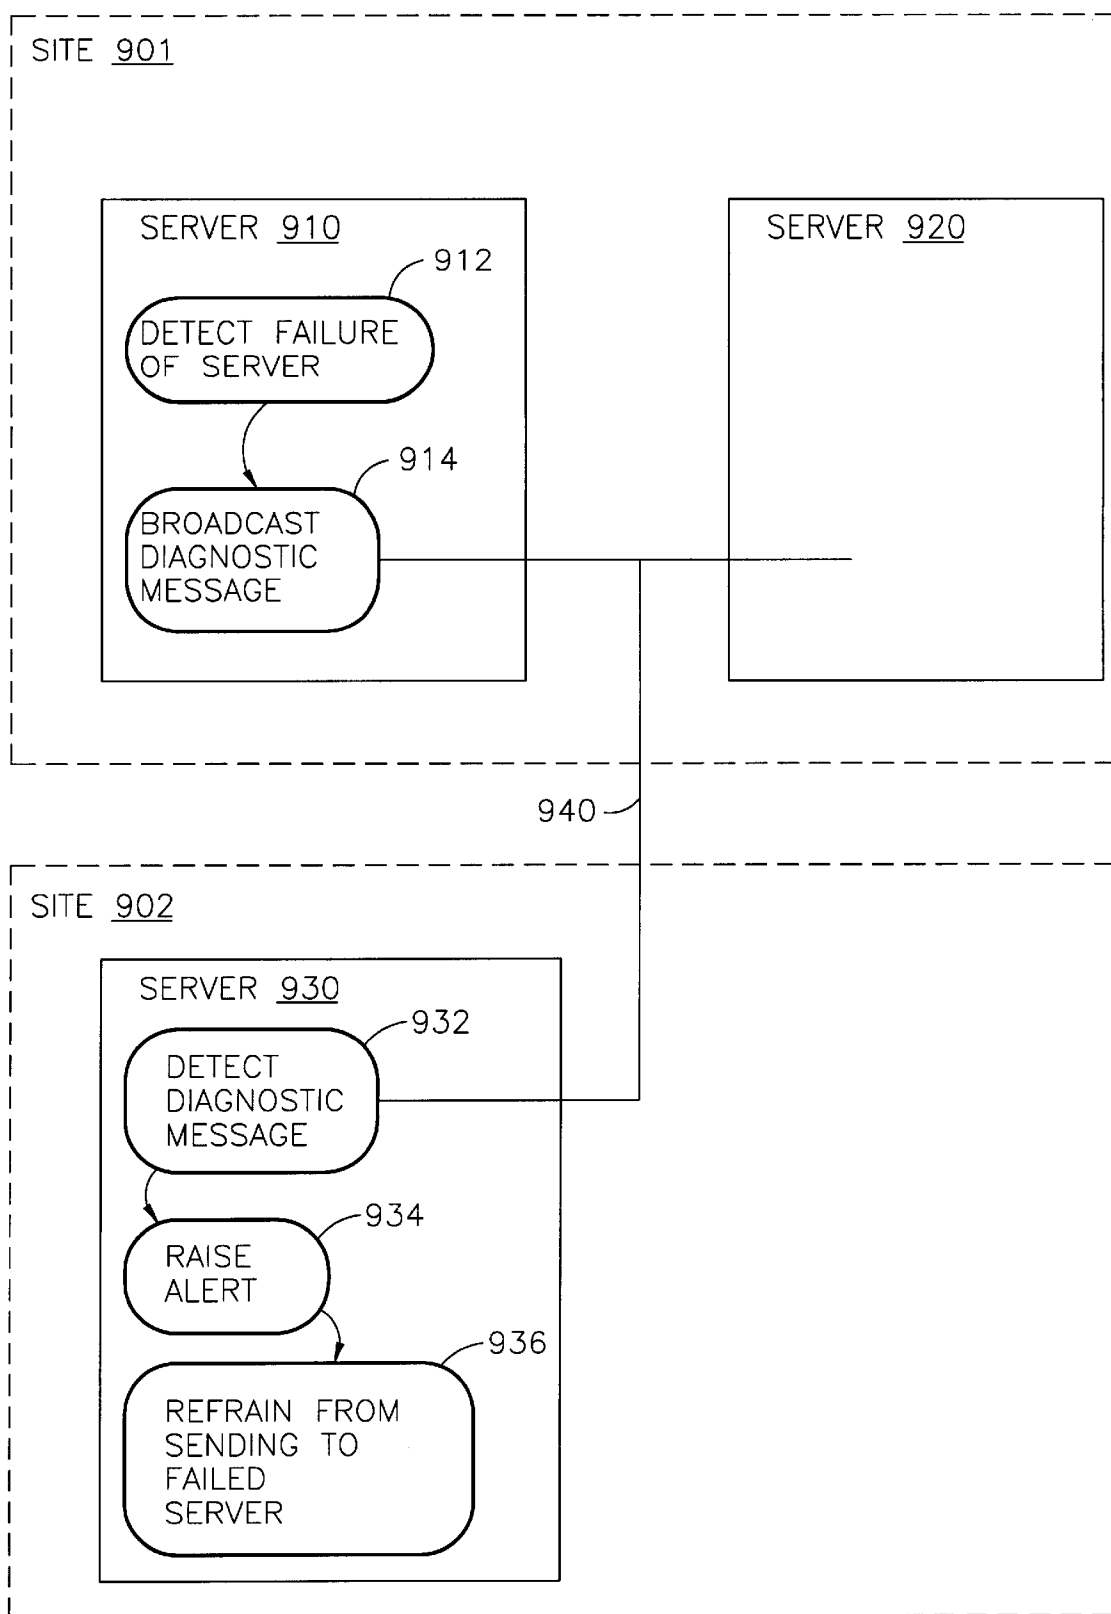 SITE 901
SERVER 910
SERVER 920
912
DETECT FAILURE
OF SERVER
914
BROADCAST
DIAGNOSTIC
MESSAGE
940
SITE 902
SERVER 930
932
DETECT
DIAGNOSTIC
MESSAGE
934
RAISE
ALERT
936
REFRAIN FROM
SENDING TO
FAILED
SERVER